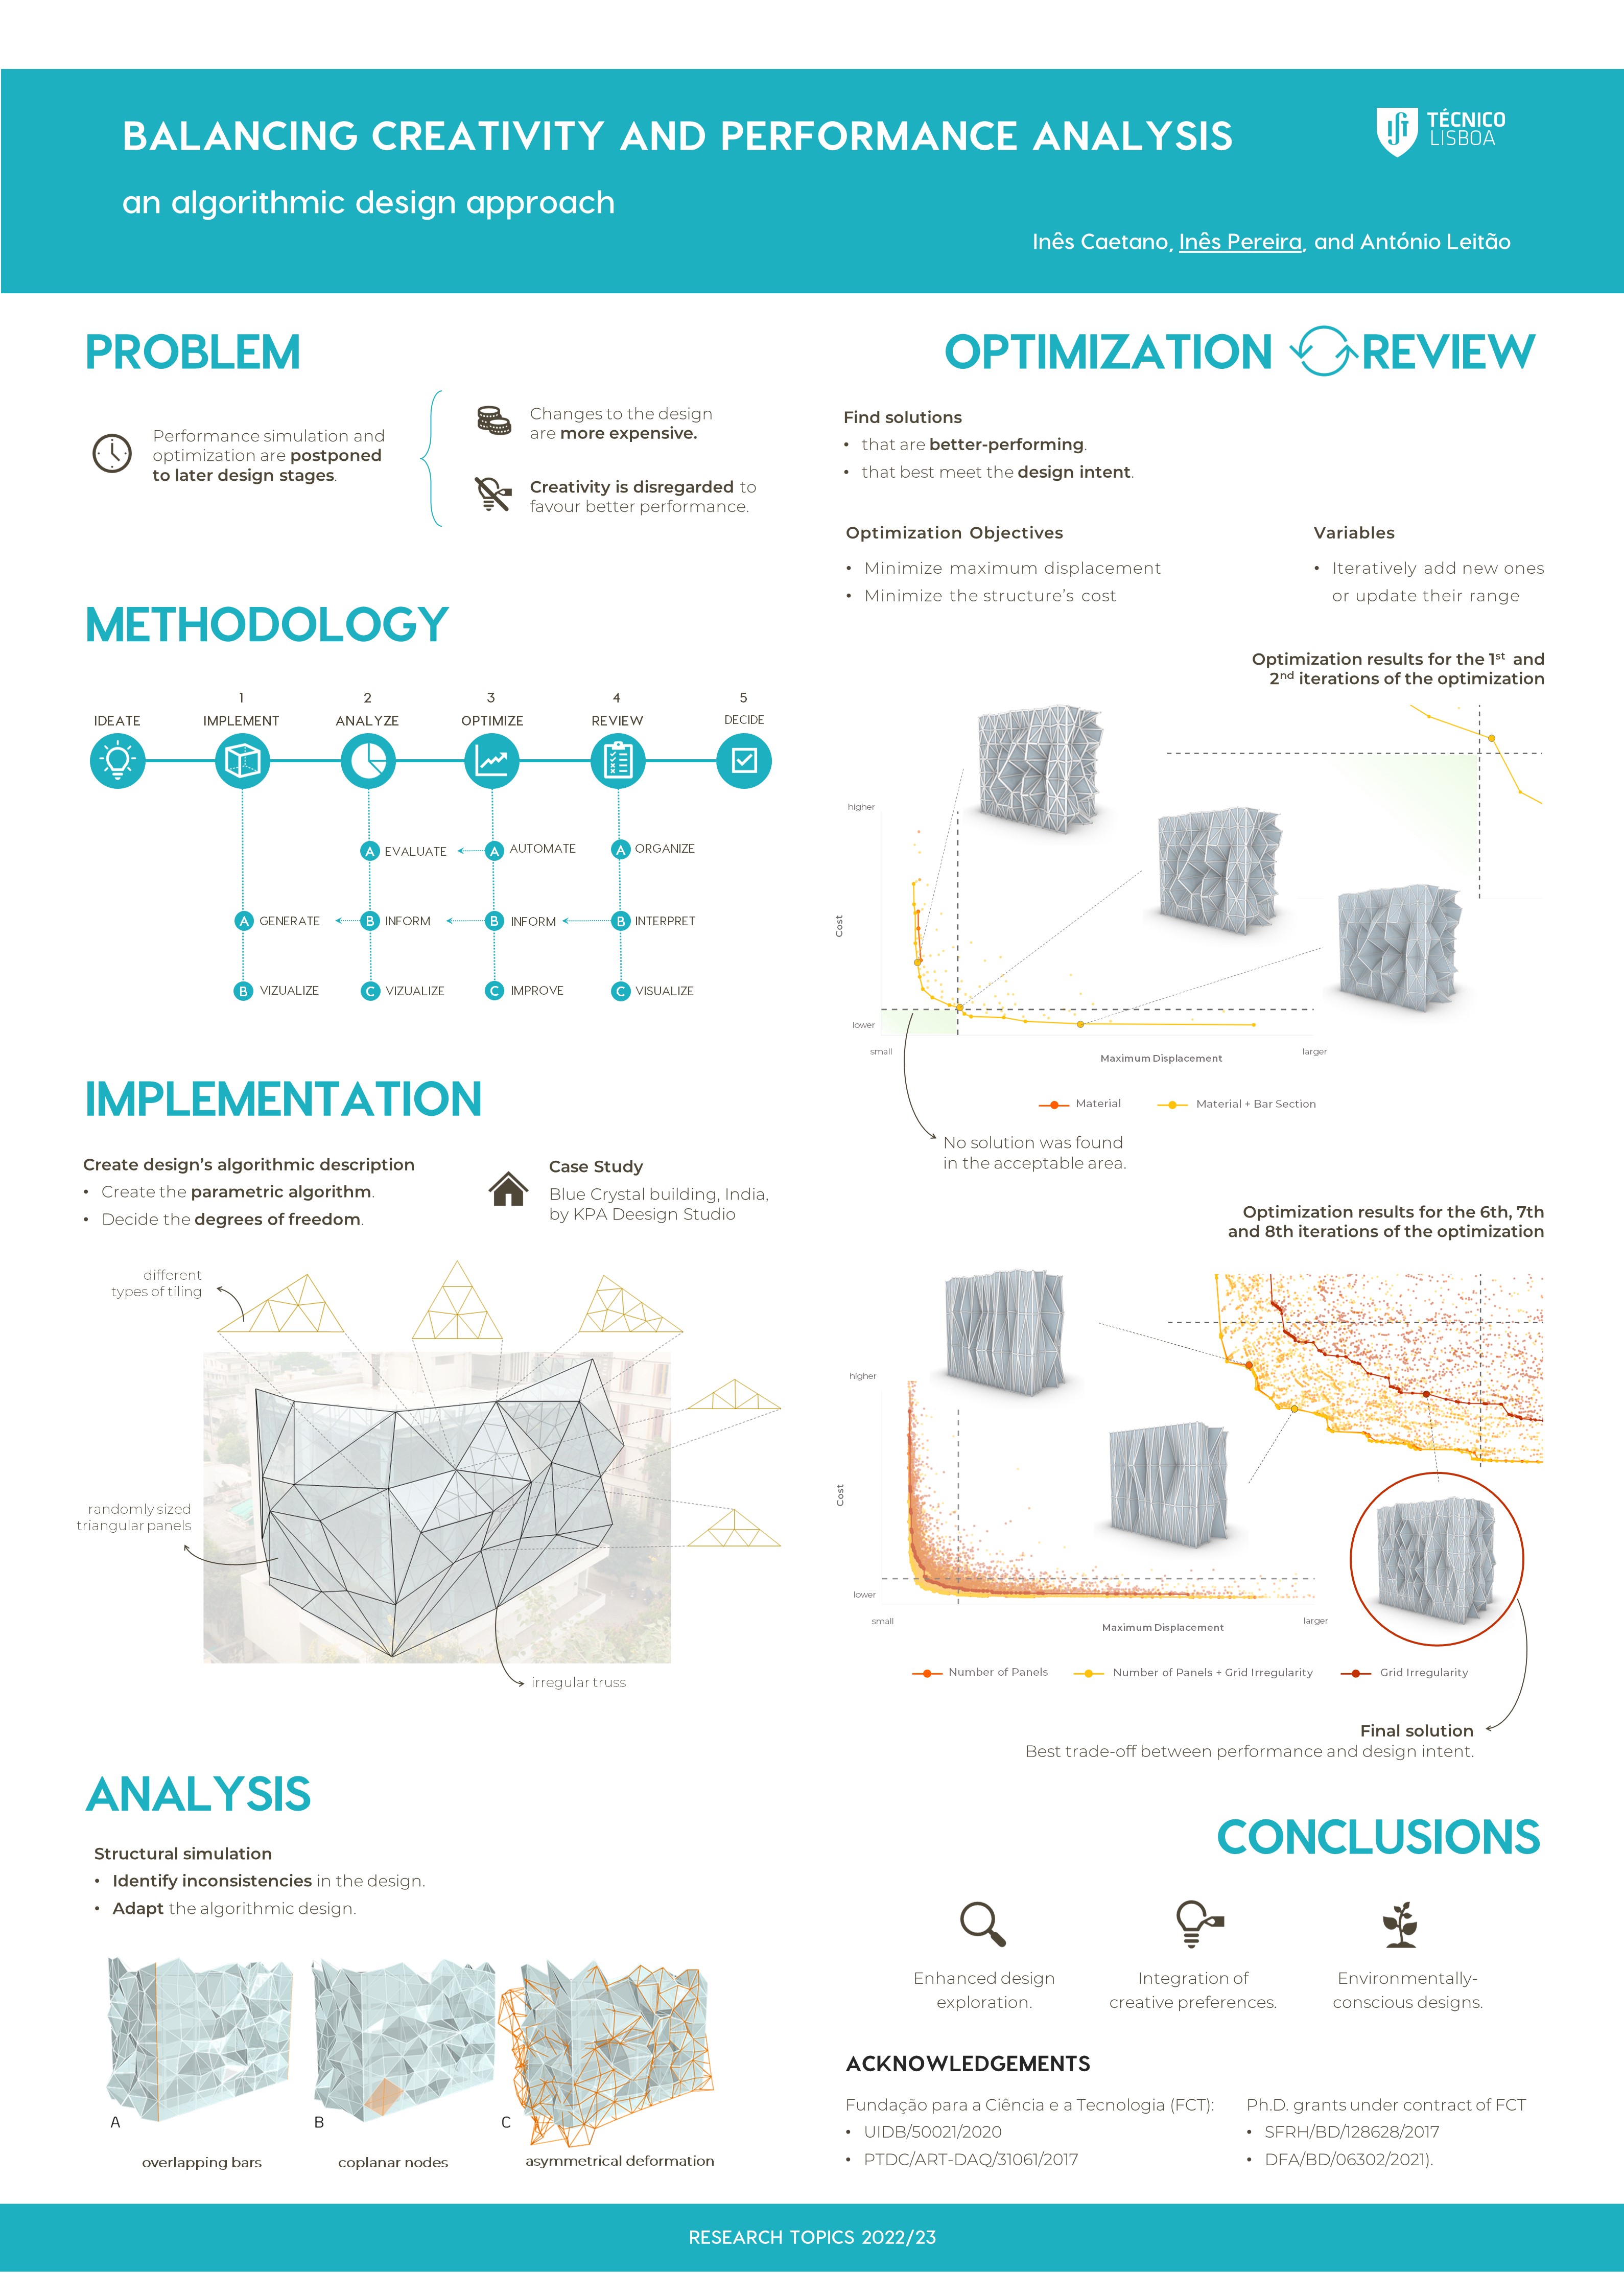 BALANCING CREATIVITY AND PERFORMANCE ANALYSIS
an algorithmic design approach
TÉCNICO
LISBOA
Inês Caetano, Inês Pereira, and António Leitão
PROBLEM
Performance simulation and
optimization are postponed
to later design stages.
Changes to the design
are more expensive.
Creativity is disregarded to
favour better performance.
METHODOLOGY
IDEATE
1
IMPLEMENT
2
ANALYZE
3
OPTIMIZE
4
REVIEW
5
DECIDE
A EVALUATE
A AUTOMATE
A ORGANIZE
A GENERATE
B INFORM
B INFORM
B INTERPRET
B VIZUALIZE
C VIZUALIZE
C IMPROVE
C VISUALIZE
IMPLEMENTATION
Create design's algorithmic description
• Create the parametric algorithm.
• Decide the degrees of freedom.
Case Study
Blue Crystal building, India,
by KPA Deesign Studio
different
types of tiling
randomly sized
triangular panels
irregular truss
ANALYSIS
Structural simulation
• Identify inconsistencies in the design.
• Adapt the algorithmic design.
A
overlapping bars
B
coplanar nodes
C
asymmetrical deformation
OPTIMIZATION REVIEW
Find solutions
• that are better-performing.
• that best meet the design intent.
Optimization Objectives
• Minimize maximum displacement
• Minimize the structure's cost
Variables
• Iteratively add new ones
or update their range
Optimization results for the 1st and
2nd iterations of the optimization
higher
Cost
lower
small
Maximum Displacement
larger
Material
Material + Bar Section
No solution was found
in the acceptable area.
Optimization results for the 6th, 7th
and 8th iterations of the optimization
higher
Cost
lower
small
Maximum Displacement
larger
Number of Panels
Number of Panels + Grid Irregularity
Grid Irregularity
Final solution
Best trade-off between performance and design intent.
CONCLUSIONS
Enhanced design
exploration.
Integration of
creative preferences.
Environmentally-
conscious designs.
ACKNOWLEDGEMENTS
Fundação para a Ciência e a Tecnologia (FCT):
• UIDB/50021/2020
• PTDC/ART-DAQ/31061/2017
Ph.D. grants under contract of FCT
• SFRH/BD/128628/2017
• DFA/BD/06302/2021).
RESEARCH TOPICS 2022/23